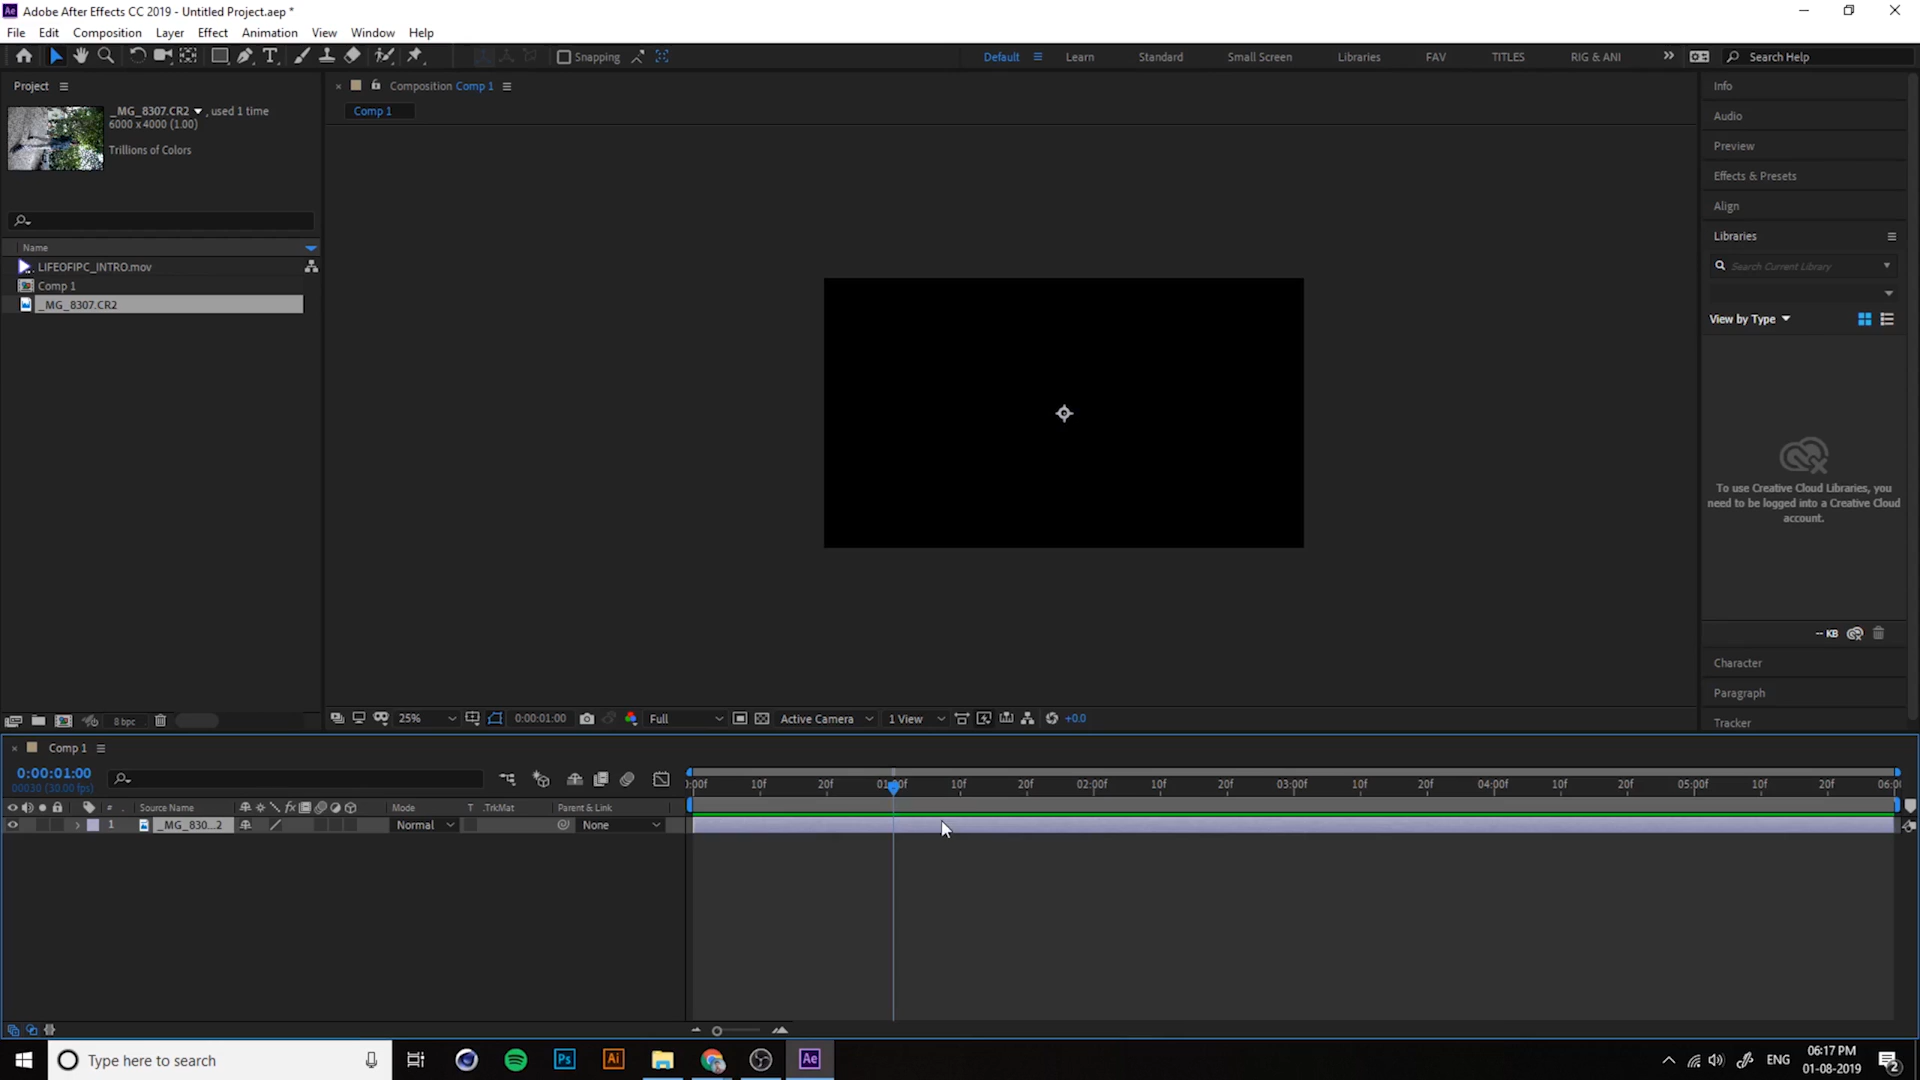 Ae Adobe After Effects CC 2019 - Untitled Project.aep *
File Edit Composition Layer Effect Animation View Window Help
Snapping Default Learn Standard Small Screen Libraries FAV TITLES RIG & ANI Search Help
Project
_MG_8307.CR2 , used 1 time
6000 x 4000 (1.00)
Trillions of Colors
Name
LIFEOFIPC_INTRO.mov
Comp 1
_MG_8307.CR2
8 bpc
Composition Comp 1
Comp 1
25% 0:00:01:00 Full Active Camera 1 View +0.0
Info
Audio
Preview
Effects & Presets
Align
Libraries
Search Current Library
View by Type
To use Creative Cloud Libraries, you
need to be logged into a Creative Cloud
account.
-- KB
Character
Paragraph
Tracker
Comp 1
0:00:01:00
00030 (30.00 fps)
# Source Name fx Mode T .TrkMat Parent & Link
1 _MG_830...2 Normal None
:00f 10f 20f 01:00f 10f 20f 02:00f 10f 20f 03:00f 10f 20f 04:00f 10f 20f 05:00f 10f 20f 06:0
Type here to search Ps Ai Ae ENG
06:17 PM
01-08-2019
2